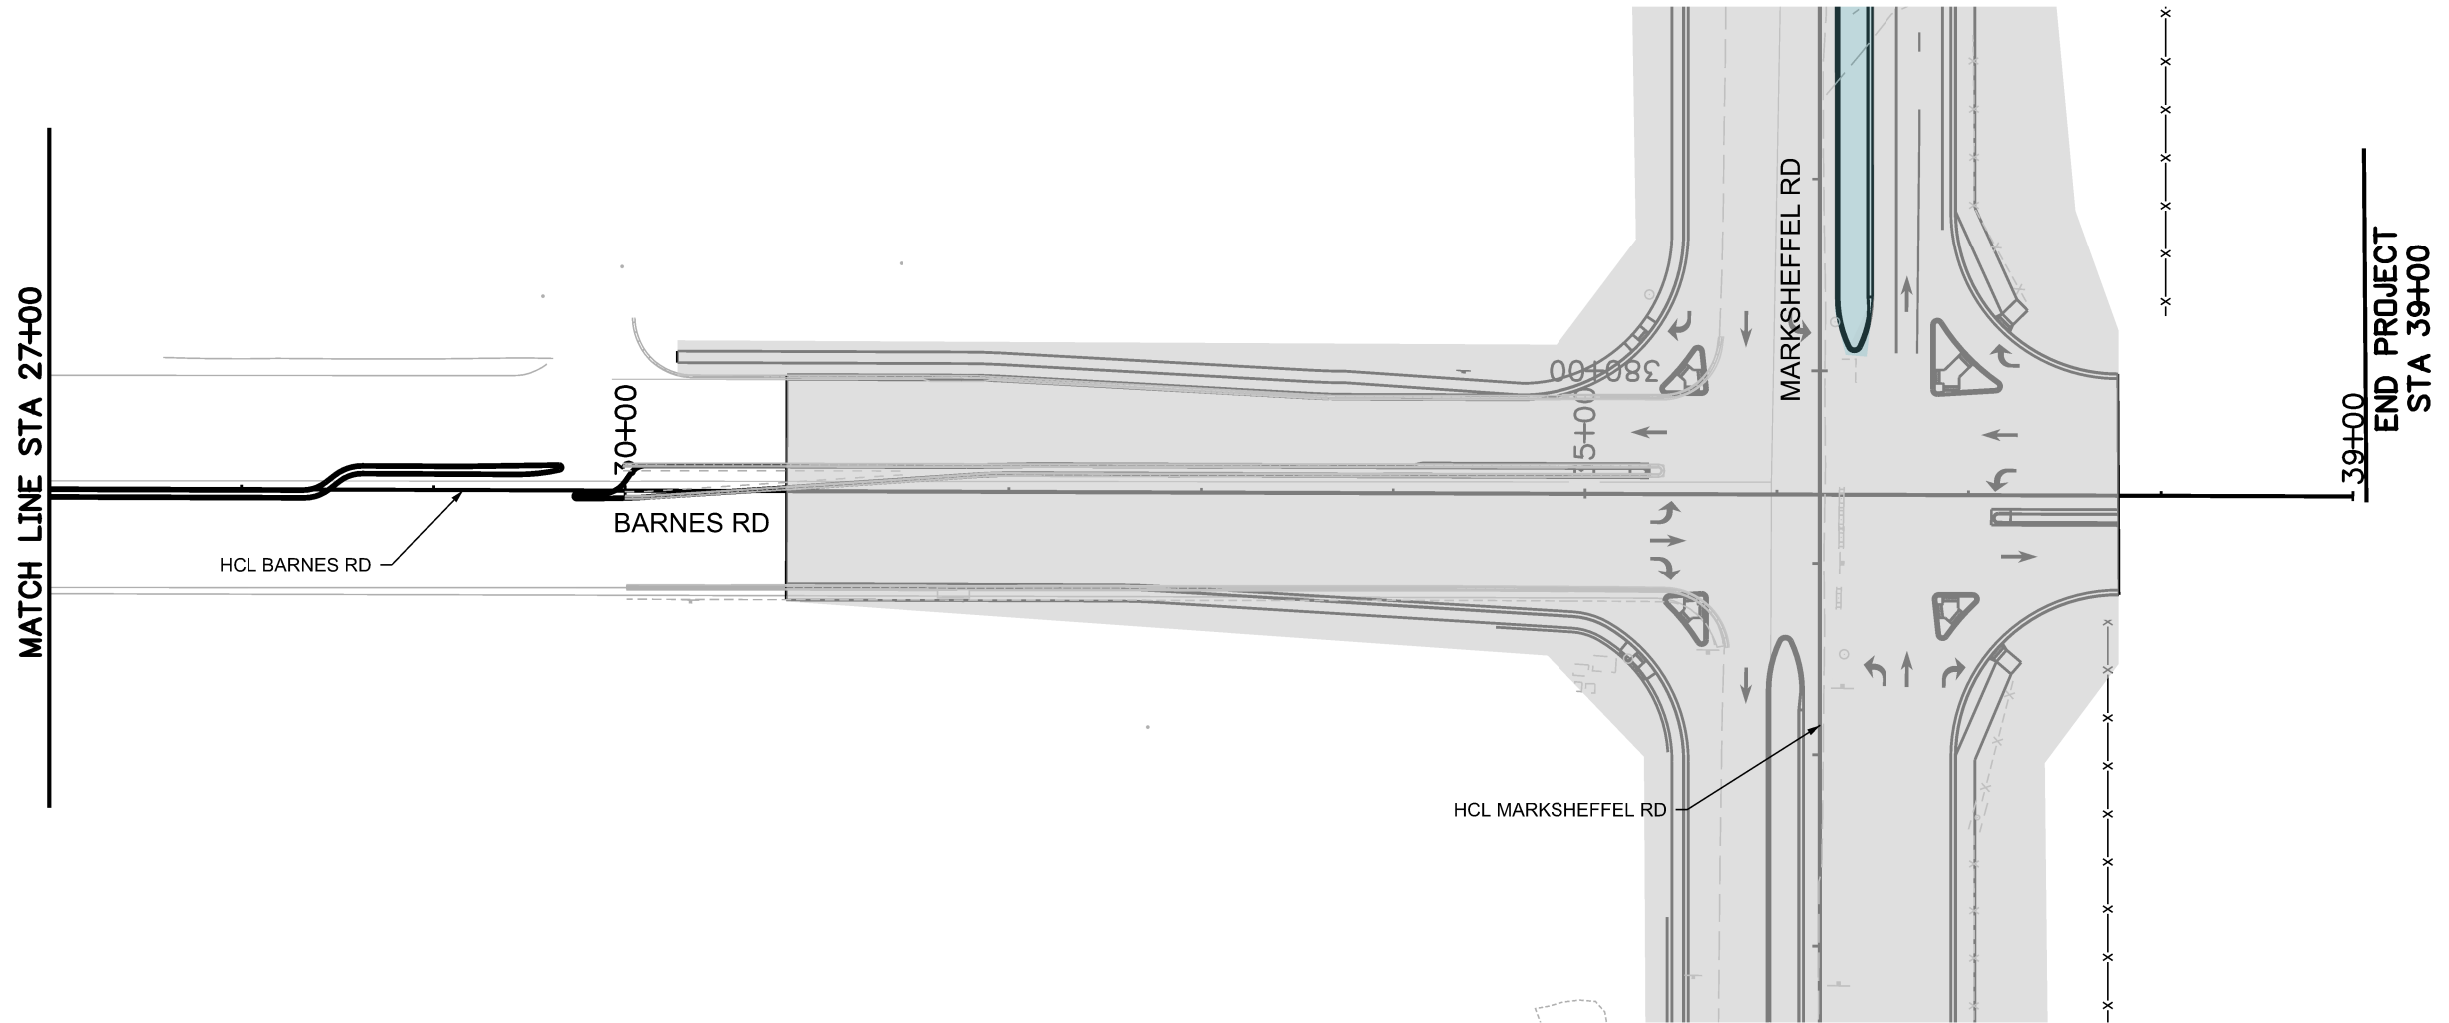 MATCH LINE STA 27+00
HCL BARNES RD
30+00
BARNES RD
380+00
5+00
MARKSHEFFEL RD
HCL MARKSHEFFEL RD
39+00
END PROJECT
STA 39+00